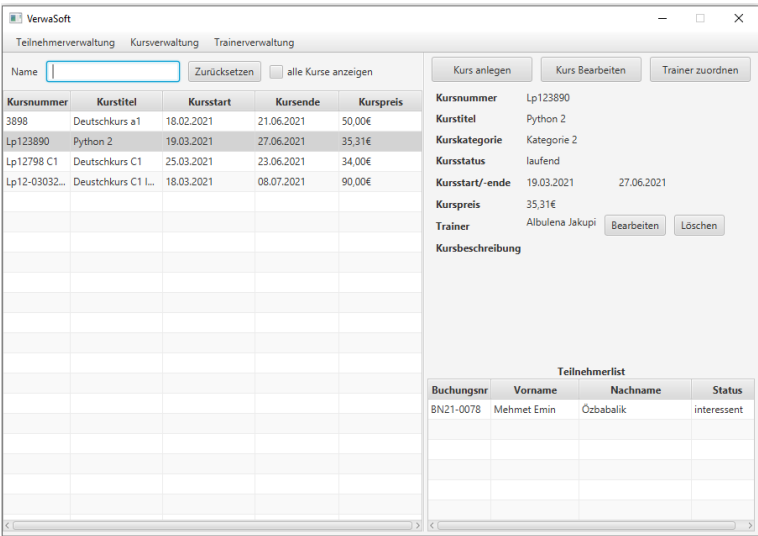 VerwaSoft
Teilnehmerverwaltung Kursverwaltung Trainerverwaltung
Name Zurücksetzen alle Kurse anzeigen
Kursnummer Kurstitel Kursstart Kursende Kurspreis
3898 Deutschkurs a1 18.02.2021 21.06.2021 50,00€
Lp123890 Python 2 19.03.2021 27.06.2021 35,31€
Lp12798 C1 Deutschkurs C1 25.03.2021 23.06.2021 34,00€
Lp12-03032... Deustchkurs C1 I... 18.03.2021 08.07.2021 90,00€
Kurs anlegen Kurs Bearbeiten Trainer zuordnen
Kursnummer Lp123890
Kurstitel Python 2
Kurskategorie Kategorie 2
Kursstatus laufend
Kursstart/-ende 19.03.2021 27.06.2021
Kurspreis 35,31€
Trainer Albulena Jakupi Bearbeiten Löschen
Kursbeschreibung
Teilnehmerlist
Buchungsnr Vorname Nachname Status
BN21-0078 Mehmet Emin Özbabalik interessent